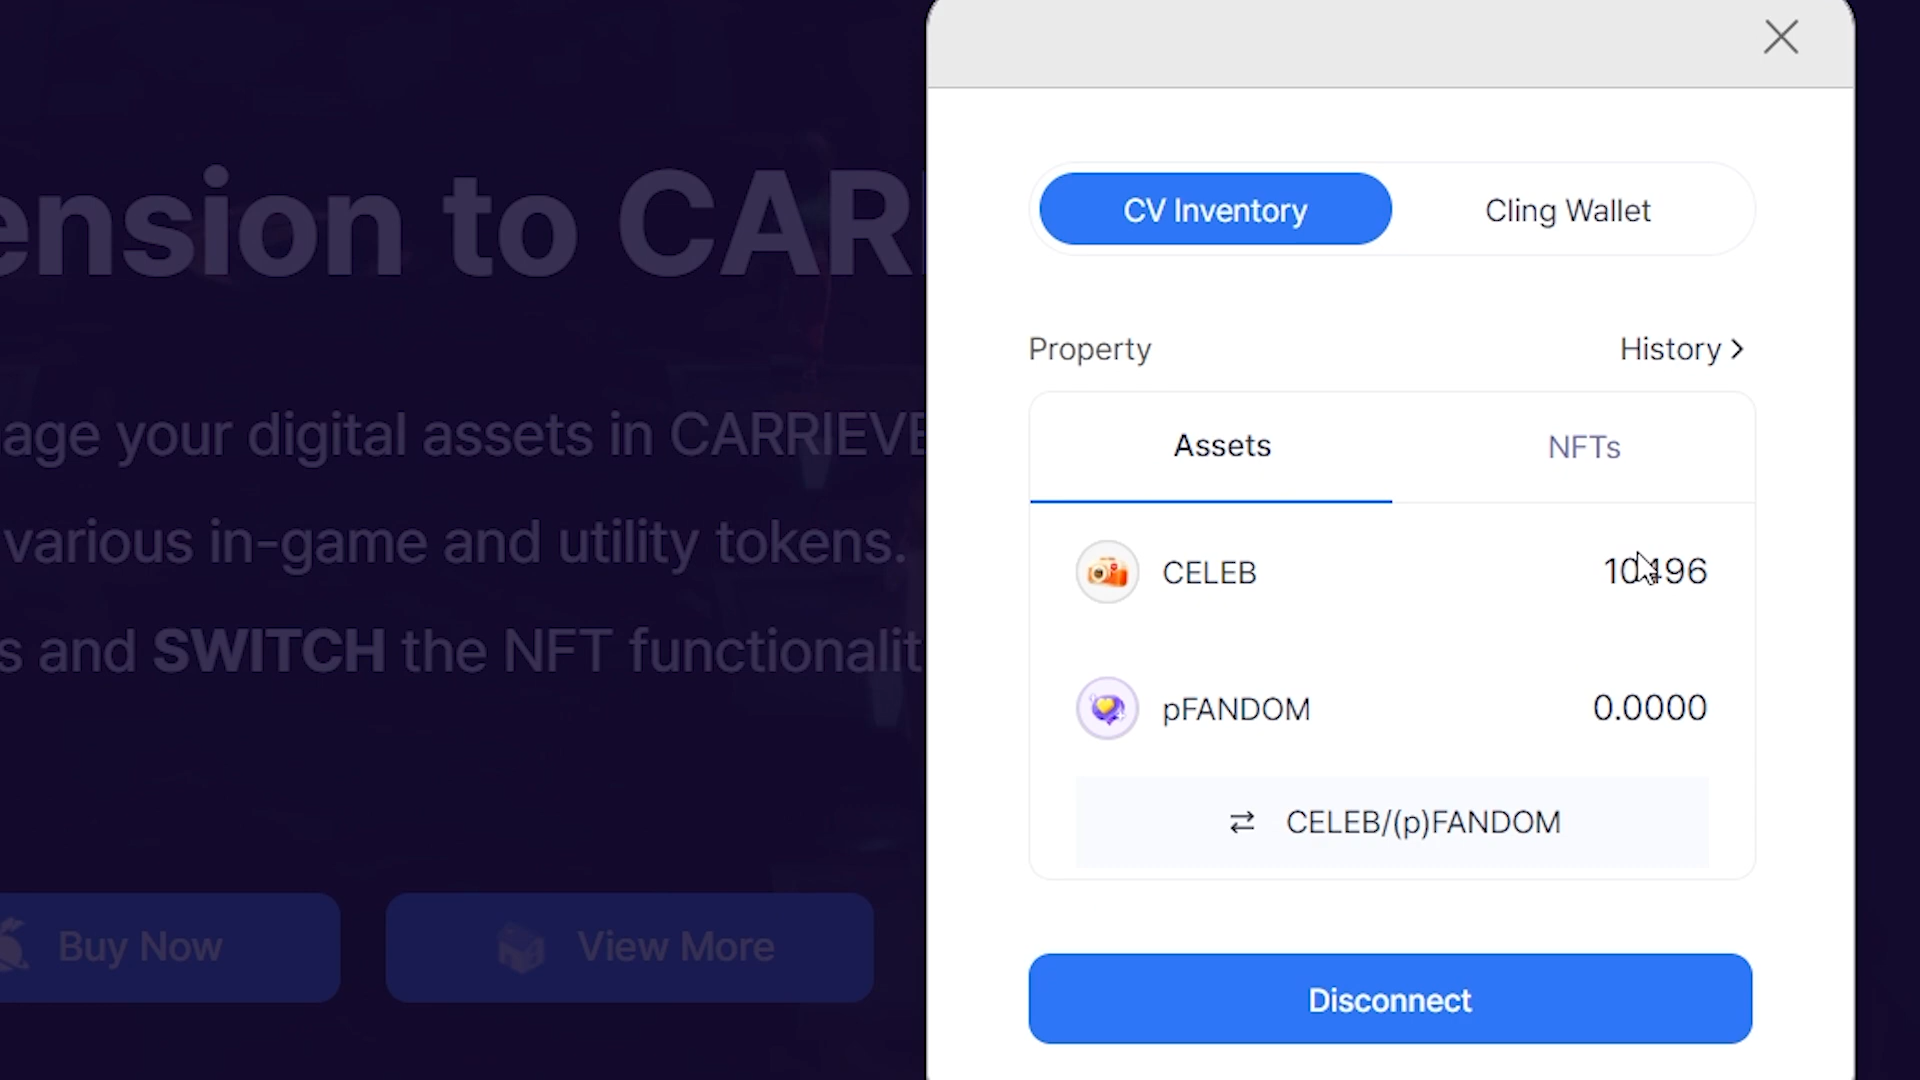 ension to CAR
age your digital assets in CARRIEVE
various in-game and utility tokens.
s and SWITCH the NFT functionalit
Buy Now
View More
CV Inventory
Cling Wallet
Property
History >
Assets
NFTs
CELEB
pFANDOM
0.0000
CELEB/(p)FANDOM
Disconnect